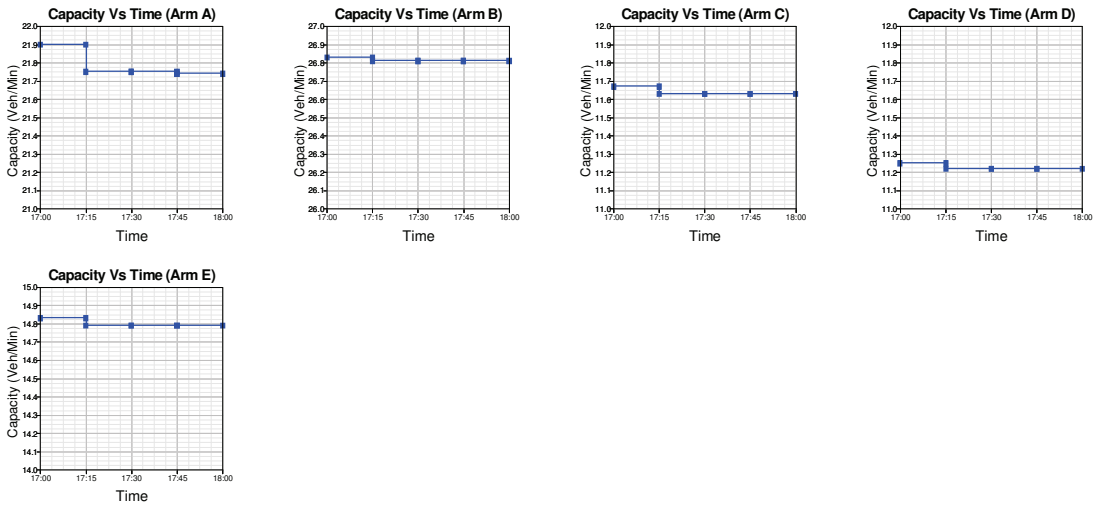 Capacity Vs Time (Arm A)
Capacity (Veh/Min)
22.0
21.9
21.8
21.7
21.6
21.5
21.4
21.3
21.2
21.1
21.0
17:00 17:15 17:30 17:45 18:00
Time
Capacity Vs Time (Arm B)
Capacity (Veh/Min)
27.0
26.9
26.8
26.7
26.6
26.5
26.4
26.3
26.2
26.1
26.0
17:00 17:15 17:30 17:45 18:00
Time
Capacity Vs Time (Arm C)
Capacity (Veh/Min)
12.0
11.9
11.8
11.7
11.6
11.5
11.4
11.3
11.2
11.1
11.0
17:00 17:15 17:30 17:45 18:00
Time
Capacity Vs Time (Arm D)
Capacity (Veh/Min)
12.0
11.9
11.8
11.7
11.6
11.5
11.4
11.3
11.2
11.1
11.0
17:00 17:15 17:30 17:45 18:00
Time
Capacity Vs Time (Arm E)
Capacity (Veh/Min)
15.0
14.9
14.8
14.7
14.6
14.5
14.4
14.3
14.2
14.1
14.0
17:00 17:15 17:30 17:45 18:00
Time